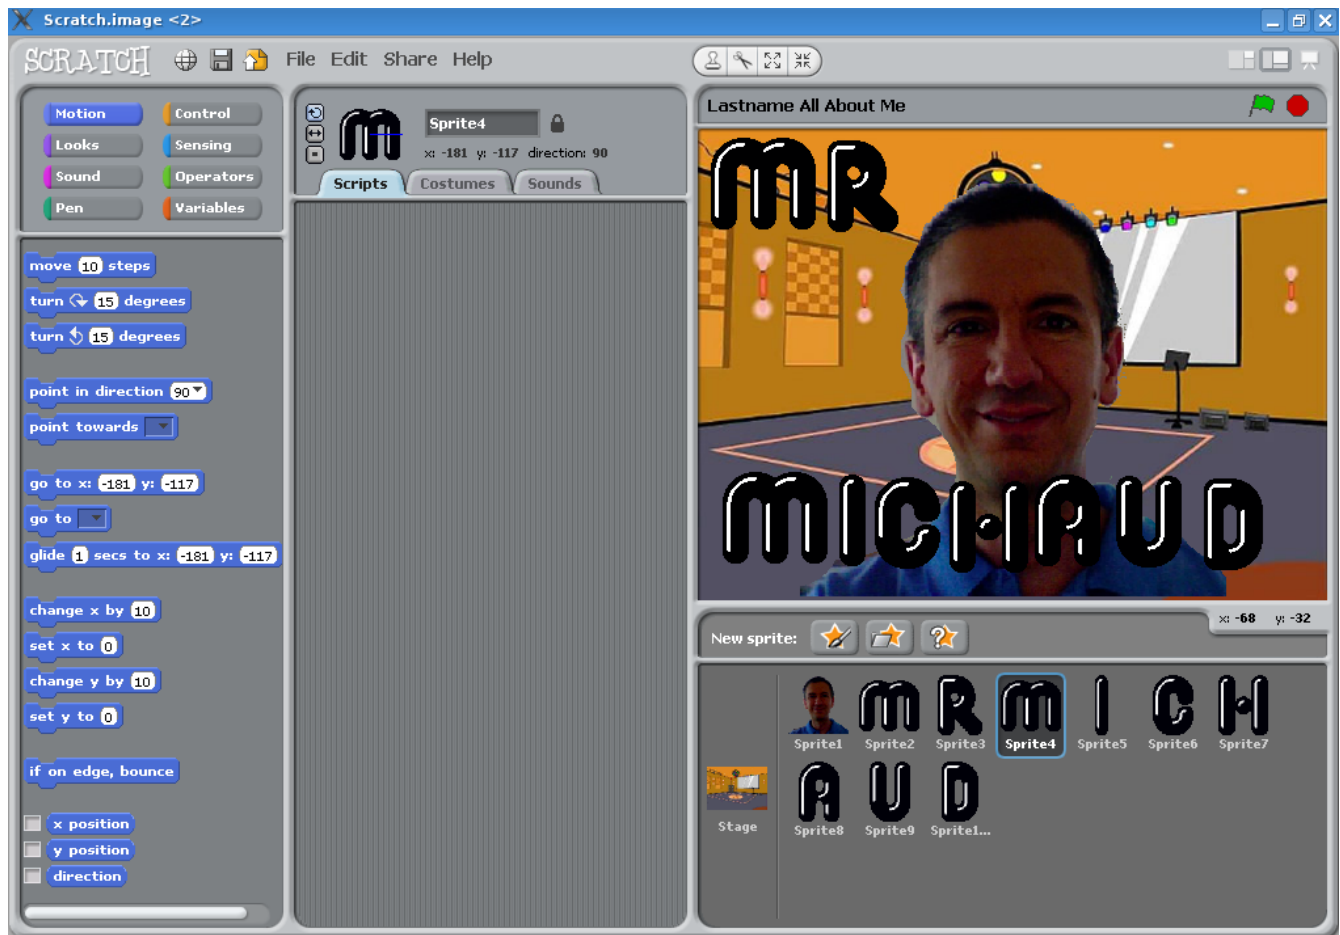 Scratch.image <2>
SCRATCH File Edit Share Help
Motion Control
Looks Sensing
Sound Operators
Pen Variables
move 10 steps
turn 15 degrees
turn 15 degrees
point in direction 90
point towards
go to x: -181 y: -117
go to
glide 1 secs to x: -181 y: -117
change x by 10
set x to 0
change y by 10
set y to 0
if on edge, bounce
x position
y position
direction
Sprite4
x: -181 y: -117 direction: 90
Scripts Costumes Sounds
Lastname All About Me
MR
MICHAUD
x: -68 y: -32
New sprite:
M R M I C H
Sprite1 Sprite2 Sprite3 Sprite4 Sprite5 Sprite6 Sprite7
A U D
Stage Sprite8 Sprite9 Sprite1...